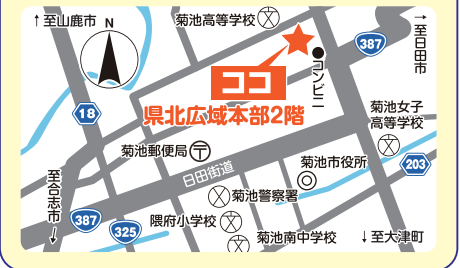 ↑至山鹿市
N
菊池高等学校
→至日田市
387
ココ
コンビニ
県北広域本部2階
18
菊池女子
高等学校
菊池郵便局
日田街道
菊池市役所
203
至合志市↓
菊池警察署
387
325
隈府小学校
菊池南中学校
↓至大津町